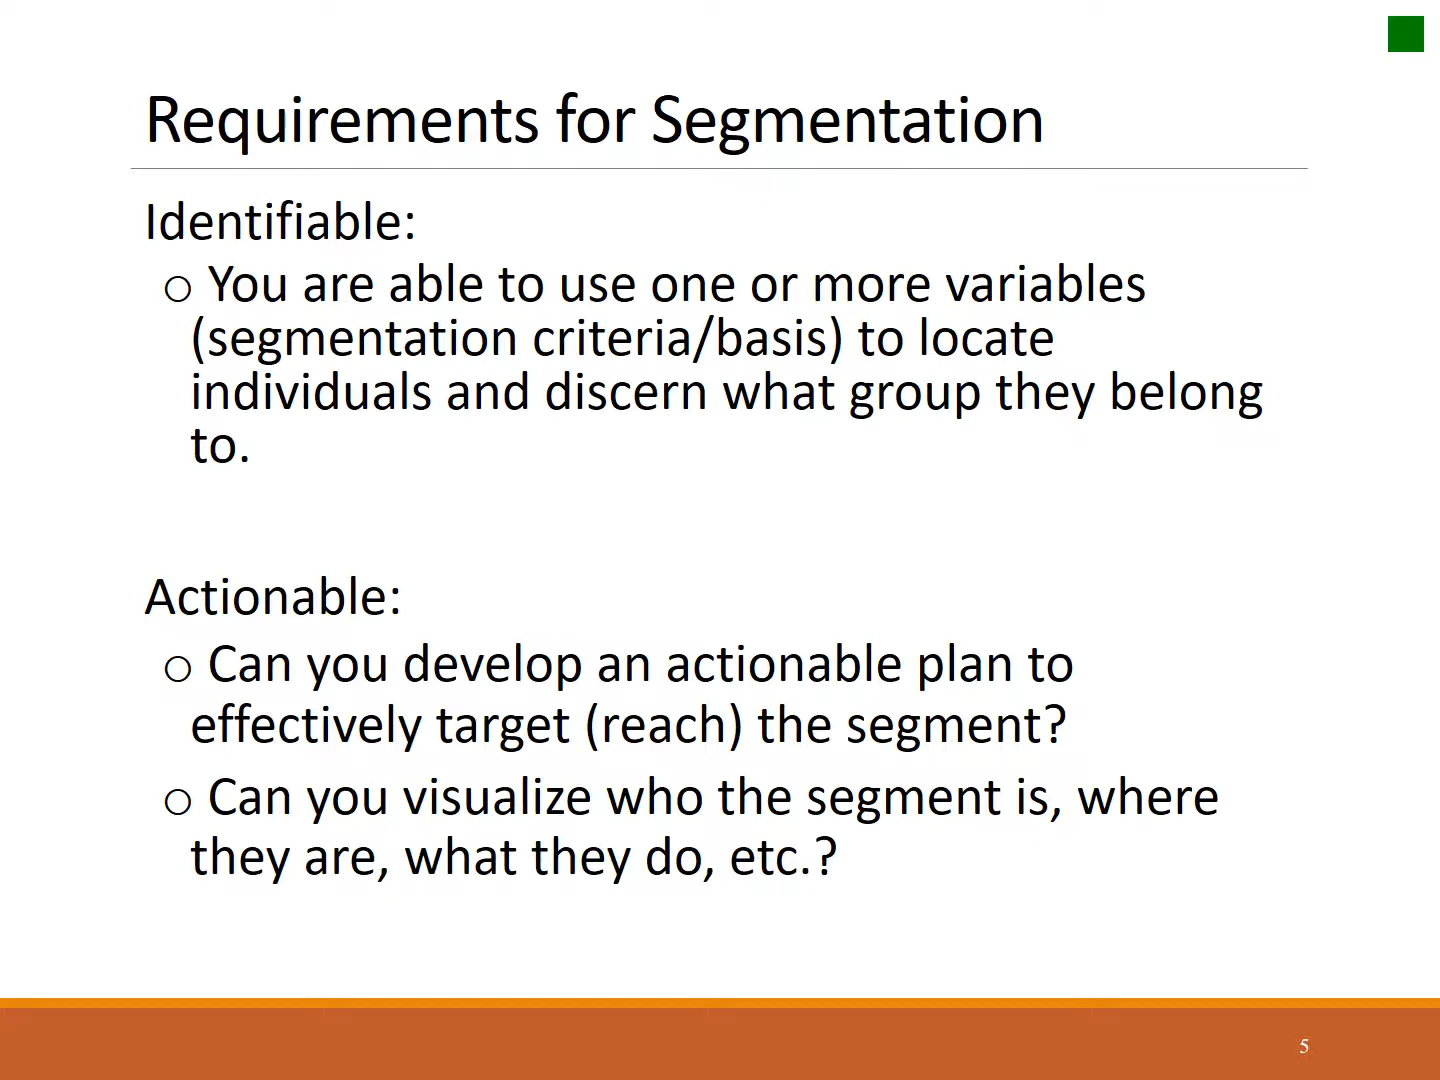 Requirements for Segmentation
Identifiable:
o You are able to use one or more variables
(segmentation criteria/basis) to locate
individuals and discern what group they belong
to.
Actionable:
o Can you develop an actionable plan to
effectively target (reach) the segment?
o Can you visualize who the segment is, where
they are, what they do, etc.?
5